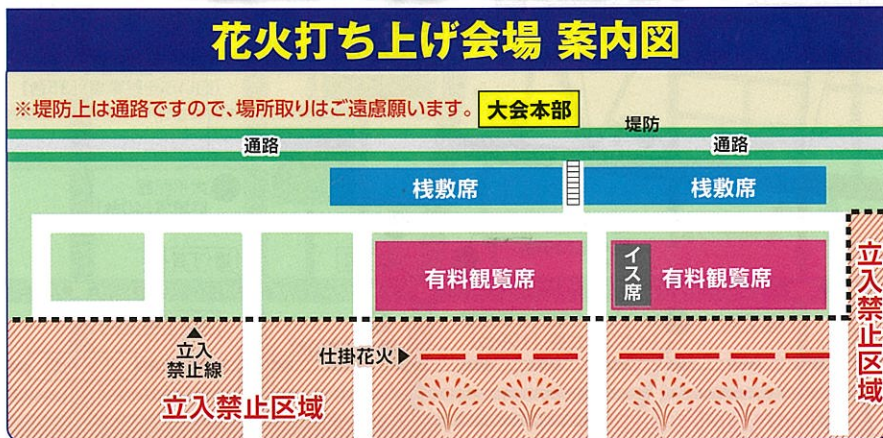 花火打ち上げ会場 案内図
※堤防上は通路ですので、場所取りはご遠慮願います。
大会本部
堤防
通路
通路
桟敷席
桟敷席
有料観覧席
イス席
有料観覧席
立入禁止区域
立入
禁止線
仕掛花火▶
立入禁止区域